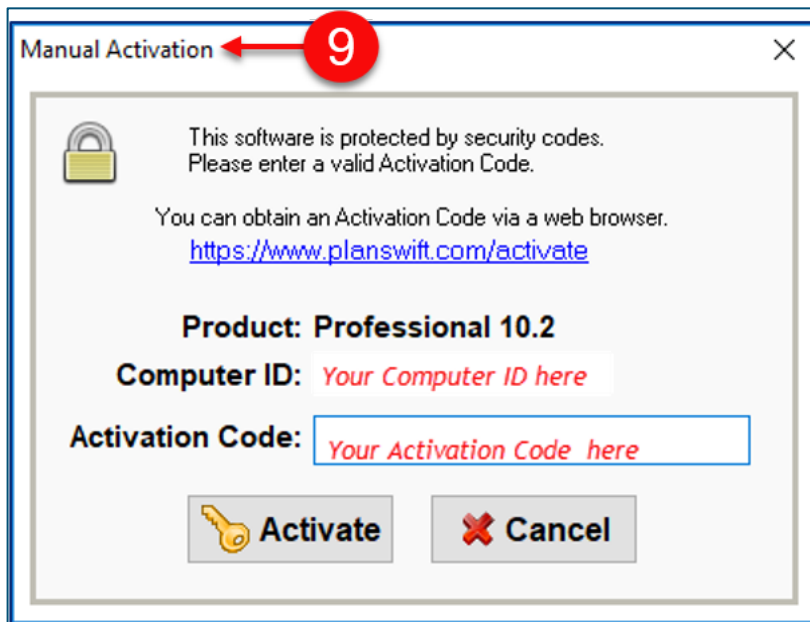 Manual Activation 9
This software is protected by security codes.
Please enter a valid Activation Code.
You can obtain an Activation Code via a web browser.
https://www.planswift.com/activate
Product: Professional 10.2
Computer ID: Your Computer ID here
Activation Code: Your Activation Code here
Activate Cancel